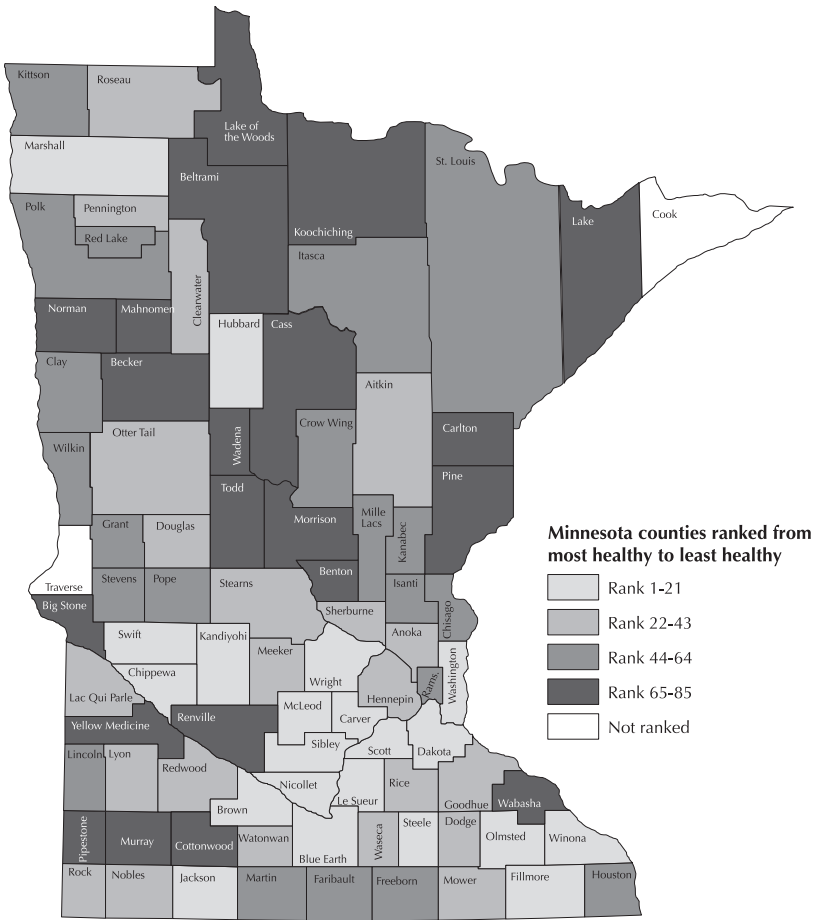 Kittson
Roseau
Lake of
the Woods
Marshall
St. Louis
Beltrami
Polk
Pennington
Lake
Cook
Red Lake
Koochiching
Itasca
Clearwater
Norman
Mahnomen
Hubbard
Cass
Clay
Becker
Aitkin
Otter Tail
Crow Wing
Carlton
Wilkin
Wadena
Pine
Todd
Mille
Lacs
Grant
Douglas
Morrison
Kanabec
Minnesota counties ranked from
most healthy to least healthy
Rank 1-21
Rank 22-43
Rank 44-64
Rank 65-85
Not ranked
Traverse
Stevens
Pope
Stearns
Benton
Isanti
Big Stone
Sherburne
Chisago
Swift
Kandiyohi
Anoka
Meeker
Chippewa
Wright
Washington
Lac Qui Parle
Hennepin
Rams.
McLeod
Yellow Medicine
Renville
Carver
Sibley
Scott
Dakota
Lincoln
Lyon
Redwood
Nicollet
Rice
Le Sueur
Goodhue
Wabasha
Brown
Pipestone
Murray
Cottonwood
Watonwan
Blue Earth
Waseca
Steele
Dodge
Olmsted
Winona
Rock
Nobles
Jackson
Martin
Faribault
Freeborn
Mower
Fillmore
Houston